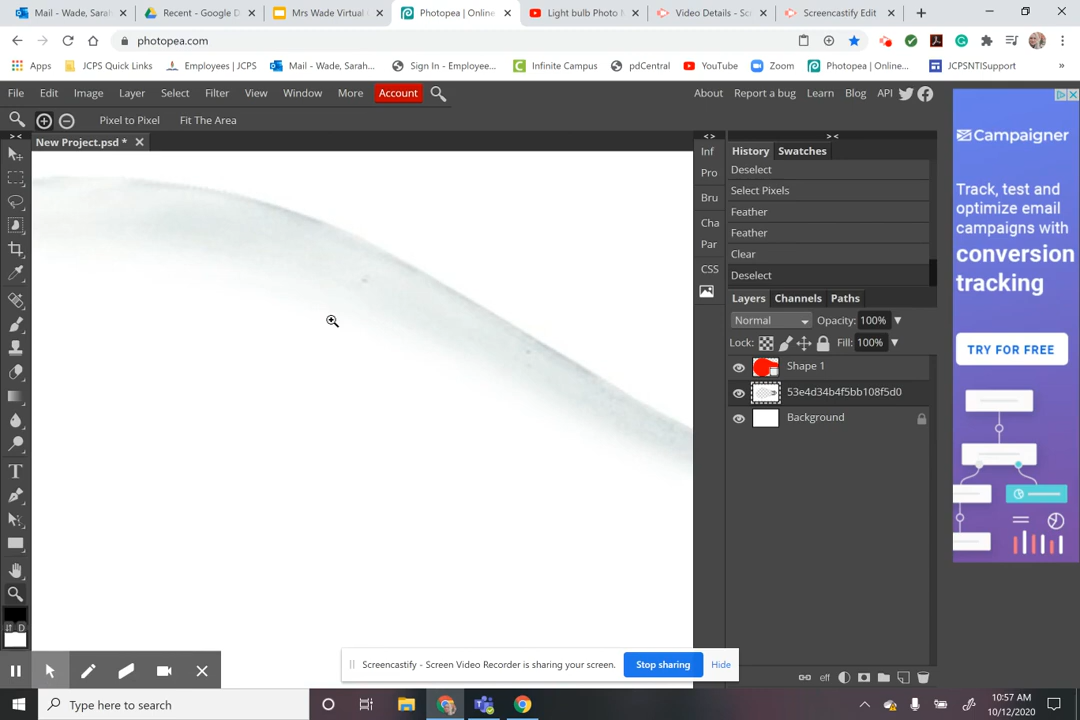 Mail - Wade, Sarah
Recent - Google D
Mrs Wade Virtual
Photopea | Online
Light bulb Photo M
Video Details - Sc
Screencastify Edit
photopea.com
Apps
JCPS Quick Links
Employees | JCPS
Mail - Wade, Sarah...
Sign In - Employee...
Infinite Campus
pdCentral
YouTube
Zoom
Photopea | Online...
JCPSNTISupport
»
File Edit Image Layer Select Filter View Window More Account
About Report a bug Learn Blog API
Pixel to Pixel Fit The Area
New Project.psd *
Inf
Pro
Bru
Cha
Par
CSS
History Swatches
Deselect
Select Pixels
Feather
Feather
Clear
Deselect
Layers Channels Paths
Normal Opacity: 100%
Lock: Fill: 100%
Shape 1
53e4d34b4f5bb108f5d0
Background
eff
T
D
Campaigner
Track, test and
optimize email
campaigns with
conversion
tracking
TRY FOR FREE
Screencastify - Screen Video Recorder is sharing your screen. Stop sharing Hide
Type here to search
10:57 AM
10/12/2020